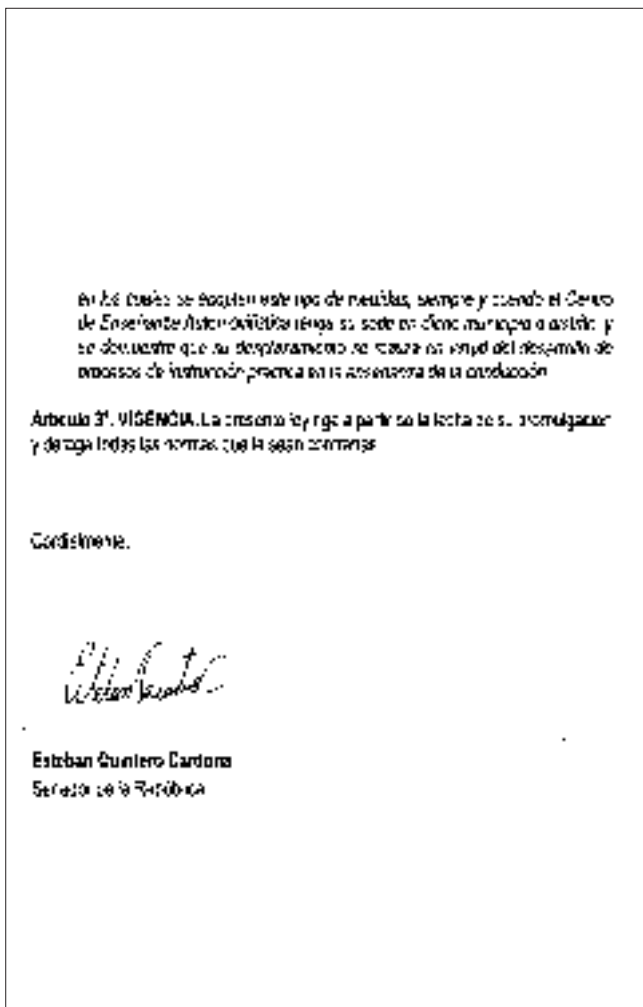 en los cuales se adopten este tipo de medidas, siempre y cuando el Centro
de Enseñanza Automovilística tenga su sede en dicho municipio o distrito y
se demuestre que su desplazamiento se realiza en virtud del desarrollo de
procesos de instrucción práctica en la enseñanza de la conducción
Artículo 3°. VIGENCIA. La presente ley rige a partir de la fecha de su promulgación
y deroga todas las normas que le sean contrarias
Cordialmente,
Esteban Quintero Cardona
Senador de la República